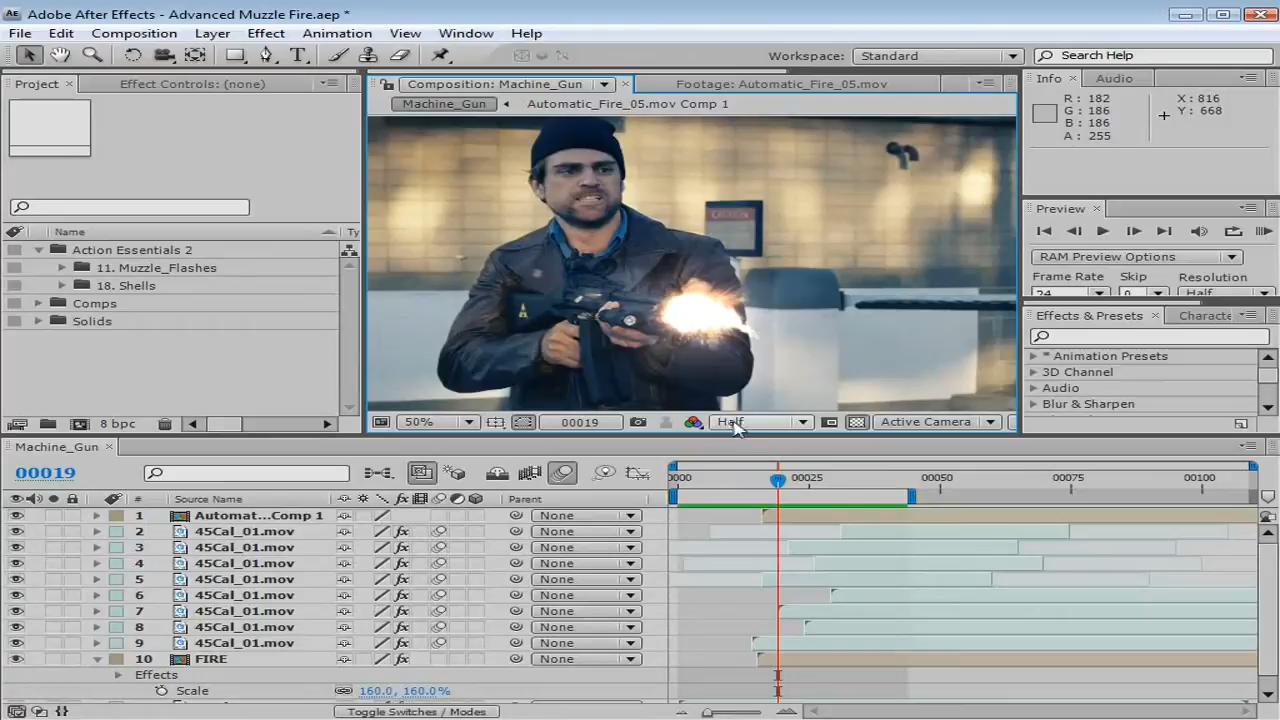 Adobe After Effects - Advanced Muzzle Fire.aep *
File Edit Composition Layer Effect Animation View Window Help
Workspace: Standard Search Help
Project Effect Controls: (none)
Composition: Machine_Gun Footage: Automatic_Fire_05.mov
Machine_Gun Automatic_Fire_05.mov Comp 1
Info Audio
R: 182 X: 816
G: 186 Y: 668
B: 186
A: 255
Name Ty
Action Essentials 2
11. Muzzle_Flashes
18. Shells
Comps
Solids
8 bpc
CAUTION
50% 00019 Half Active Camera
Preview
RAM Preview Options
Frame Rate Skip Resolution
24 0 Half
Effects & Presets Characte
* Animation Presets
3D Channel
Audio
Blur & Sharpen
Machine_Gun
00019
0000 00025 00050 00075 00100
# Source Name Parent
1 Automat...Comp 1 None
2 45Cal_01.mov None
3 45Cal_01.mov None
4 45Cal_01.mov None
5 45Cal_01.mov None
6 45Cal_01.mov None
7 45Cal_01.mov None
8 45Cal_01.mov None
9 45Cal_01.mov None
10 FIRE None
Effects
Scale 160.0, 160.0%
Toggle Switches / Modes